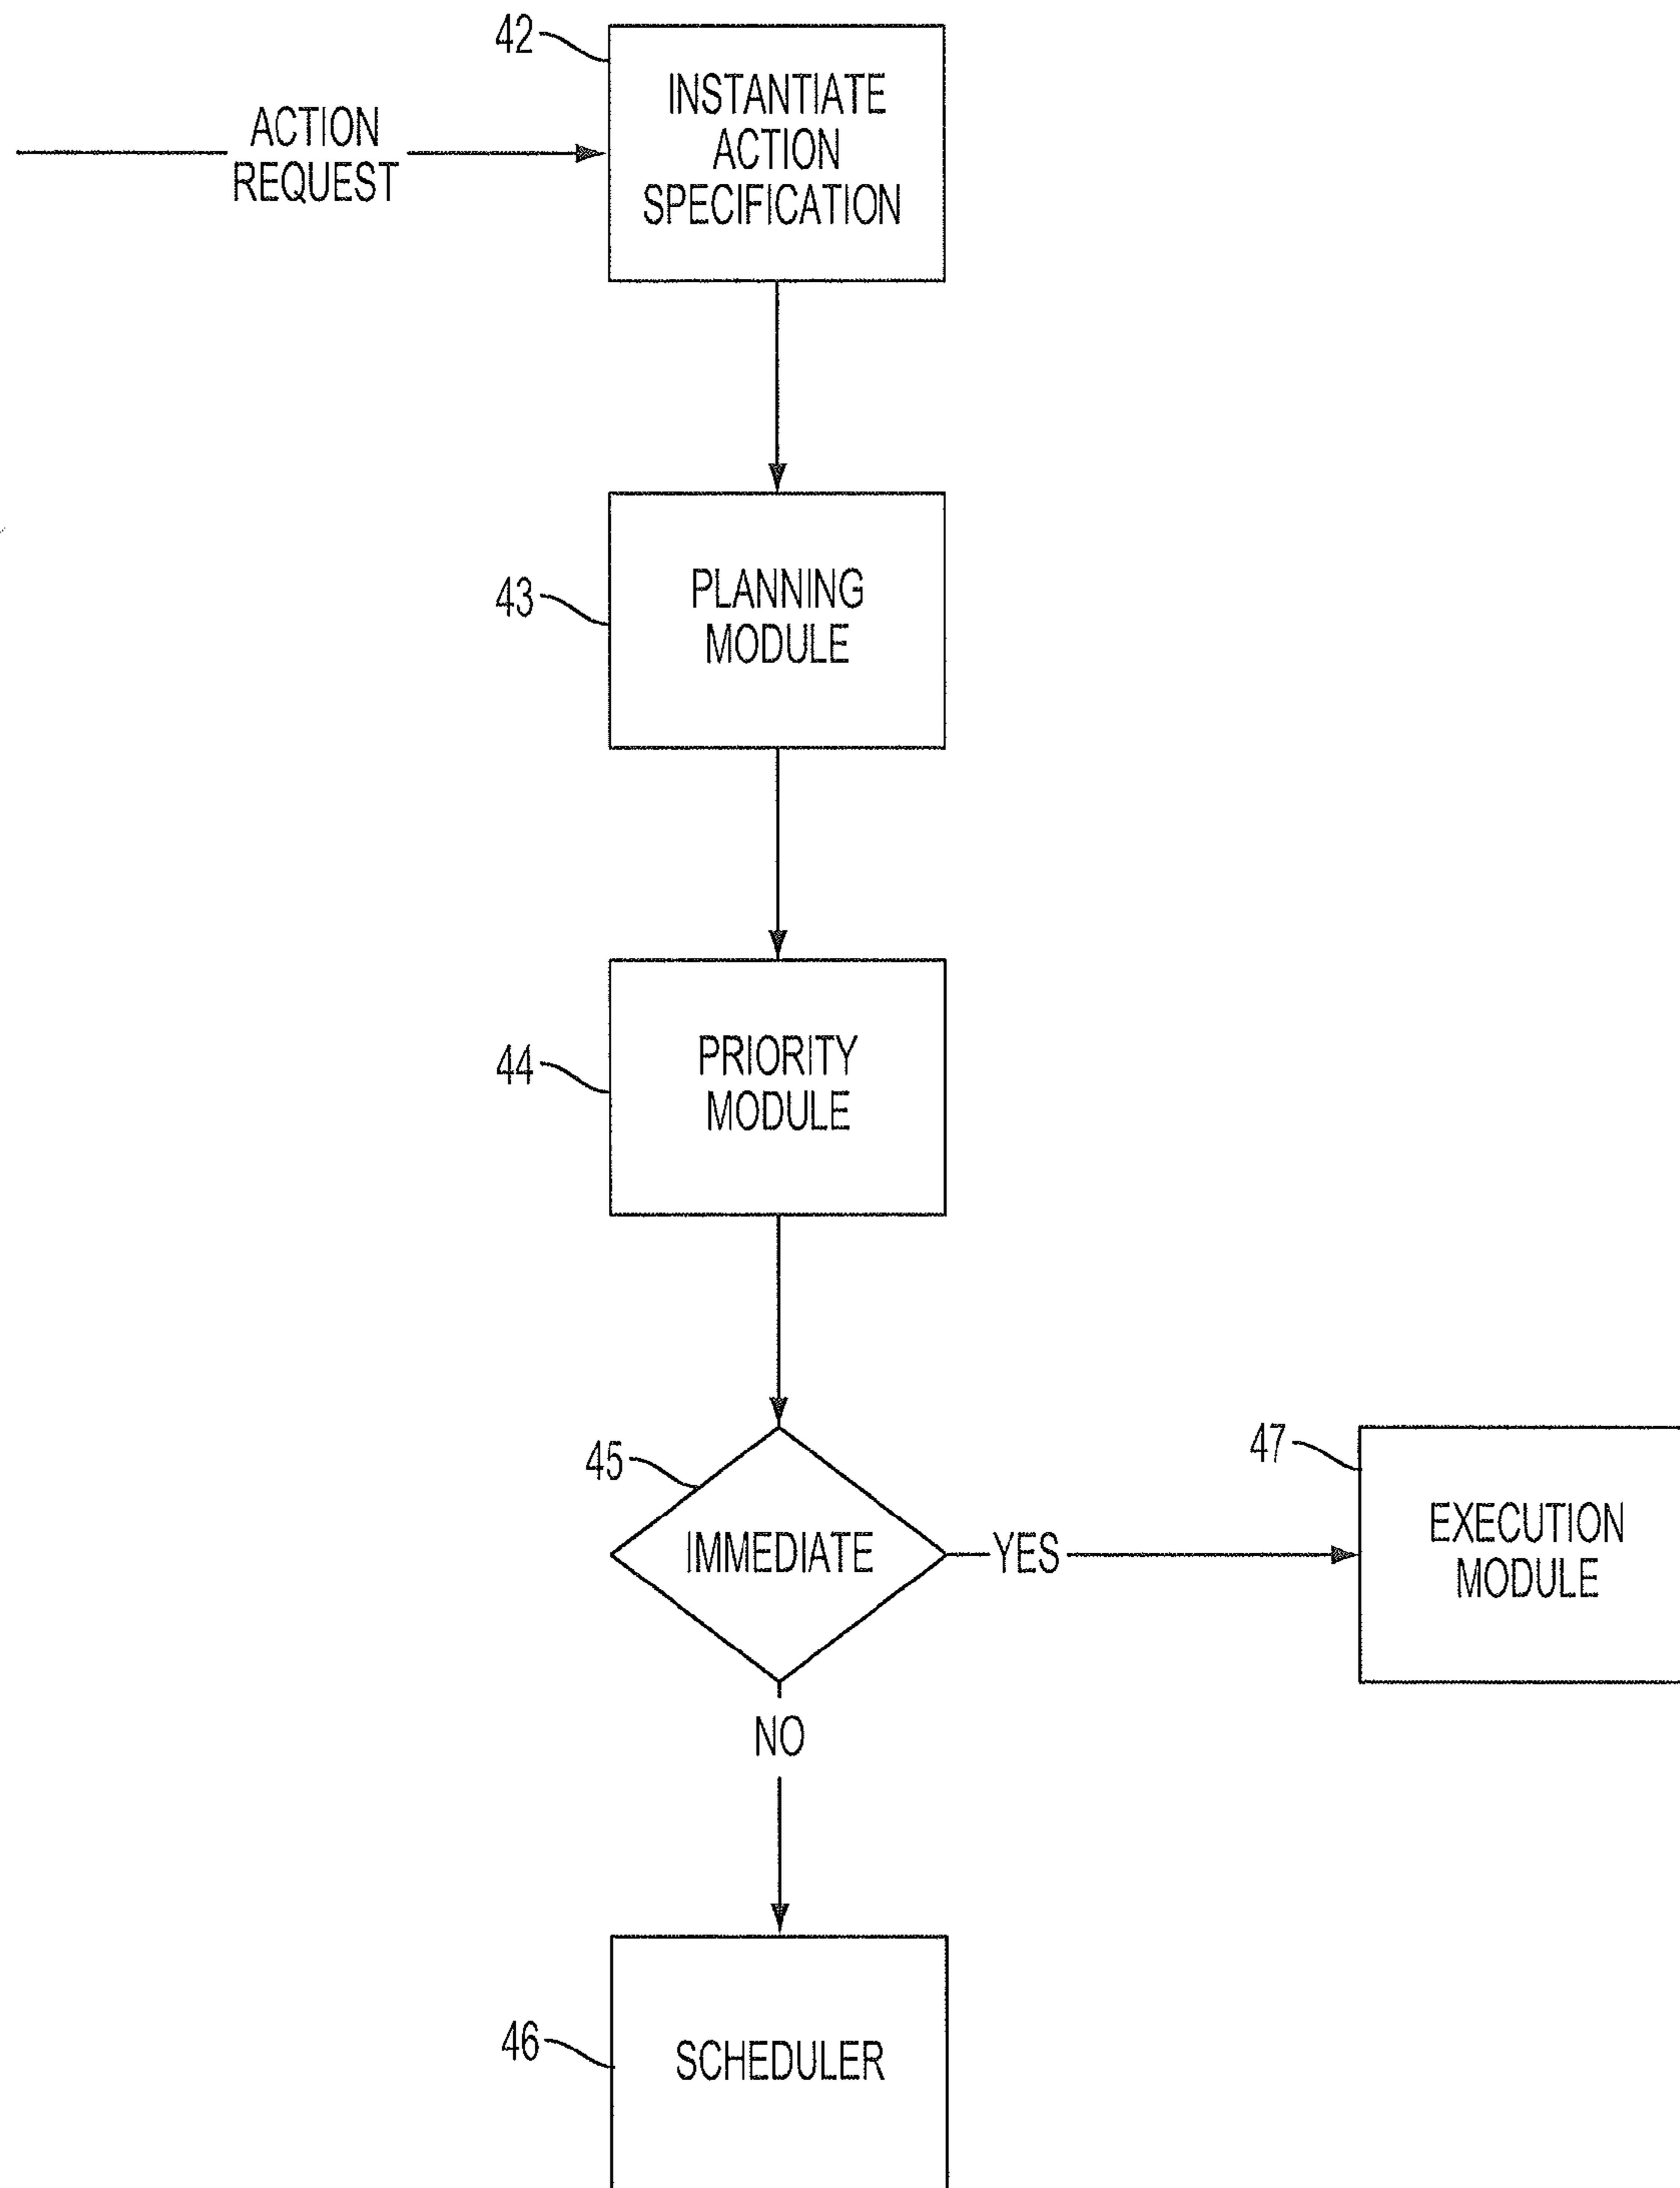 42
INSTANTIATE
ACTION
SPECIFICATION
ACTION
REQUEST
43
PLANNING
MODULE
44
PRIORITY
MODULE
45
IMMEDIATE
YES
47
EXECUTION
MODULE
NO
46
SCHEDULER